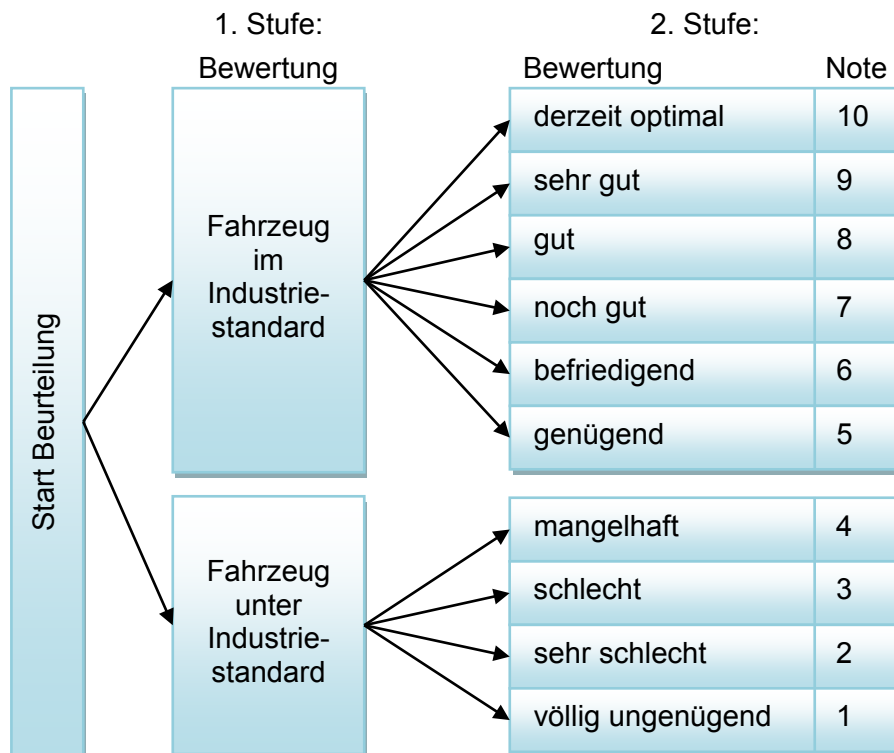 1. Stufe:
2. Stufe:
Bewertung
Bewertung Note
Start Beurteilung
Fahrzeug
im
Industrie-
standard
derzeit optimal 10
sehr gut 9
gut 8
noch gut 7
befriedigend 6
genügend 5
Fahrzeug
unter
Industrie-
standard
mangelhaft 4
schlecht 3
sehr schlecht 2
völlig ungenügend 1